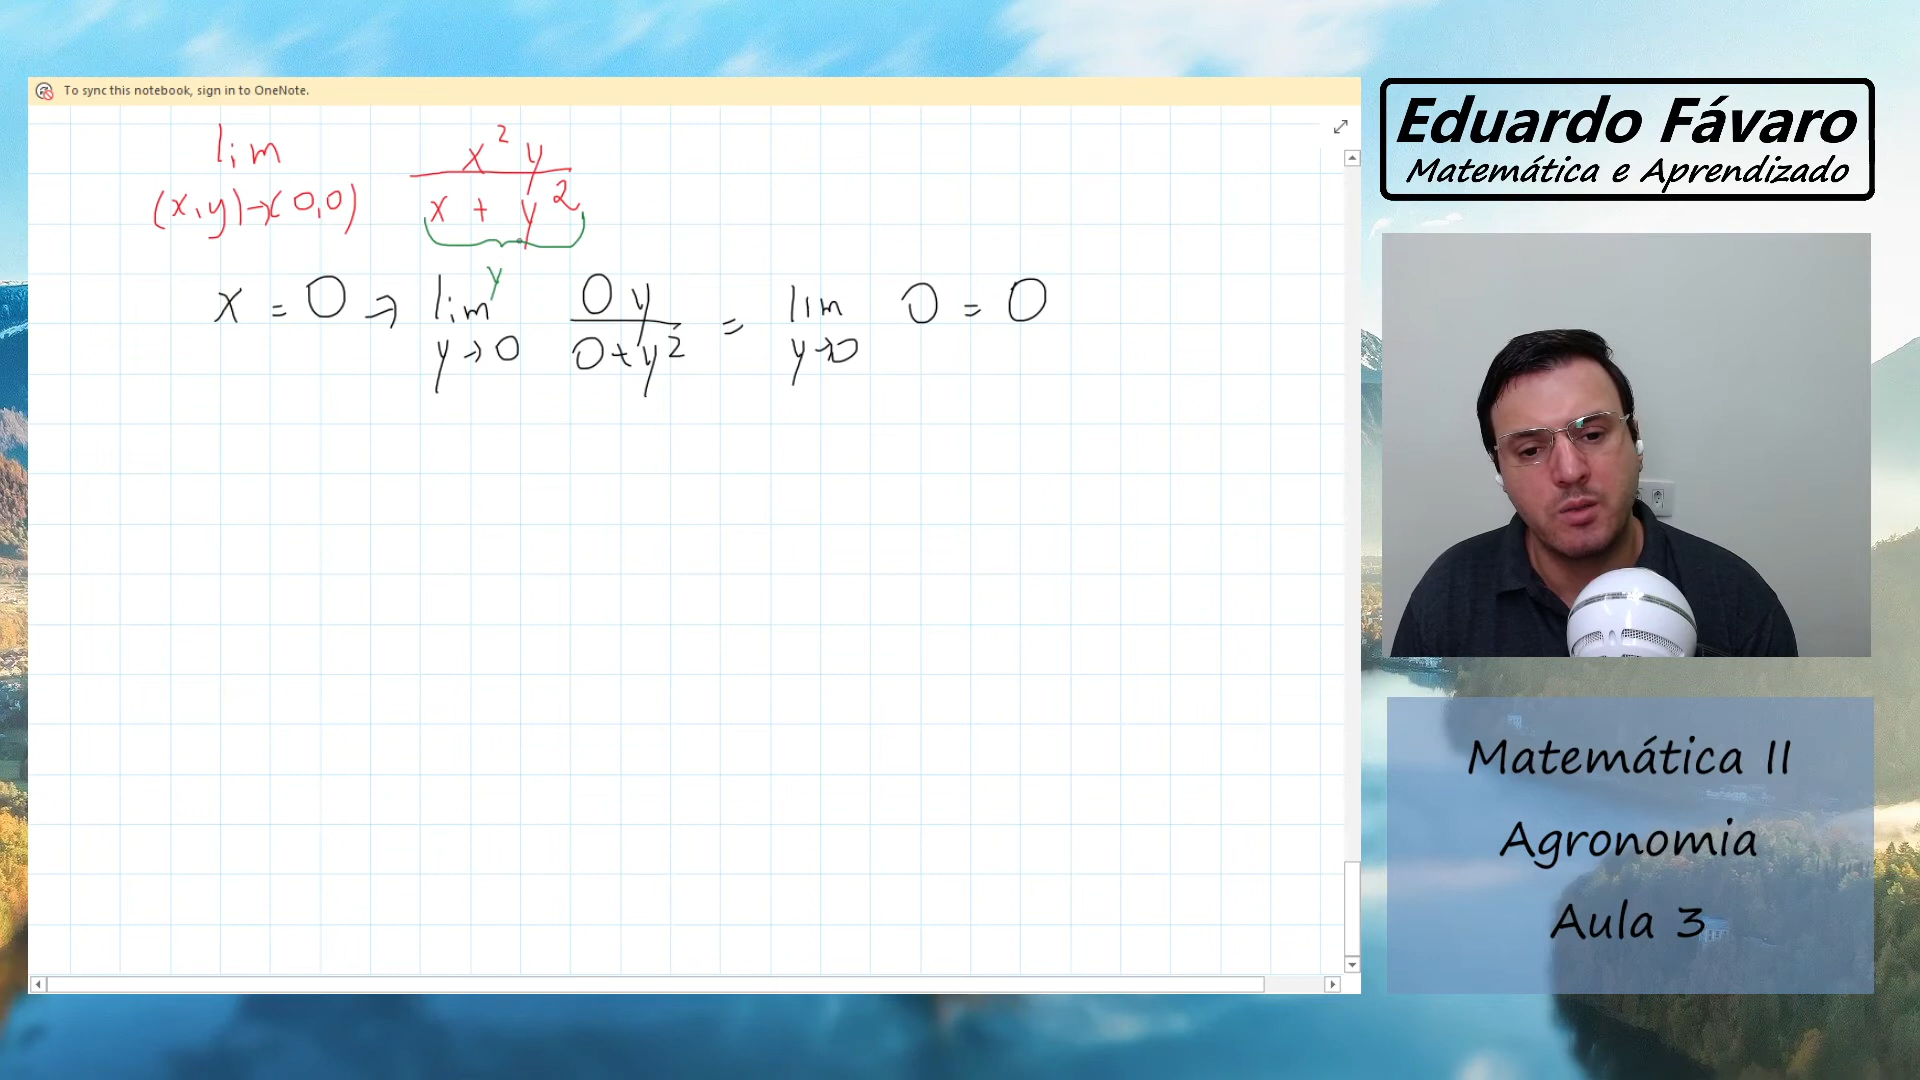 To sync this notebook, sign in to OneNote.
lim x² y
(x,y)→(0,0) x + y²
x = 0 → lim y 0 y = lim 0 = 0
y→0 0+y² y→0
Eduardo Fávaro
Matemática e Aprendizado
Matemática II
Agronomia
Aula 3